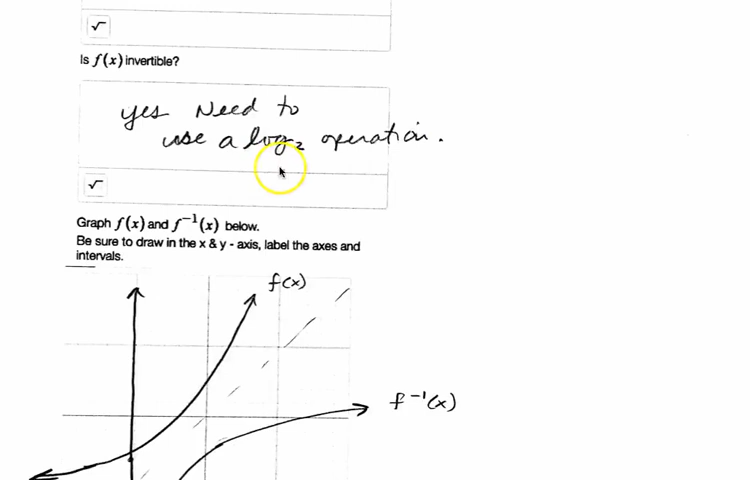 √
Is f(x) invertible?
yes Need to
use a log₂ operation.
√
Graph f(x) and f⁻¹(x) below.
Be sure to draw in the x & y - axis, label the axes and
intervals.
f(x)
f⁻¹(x)